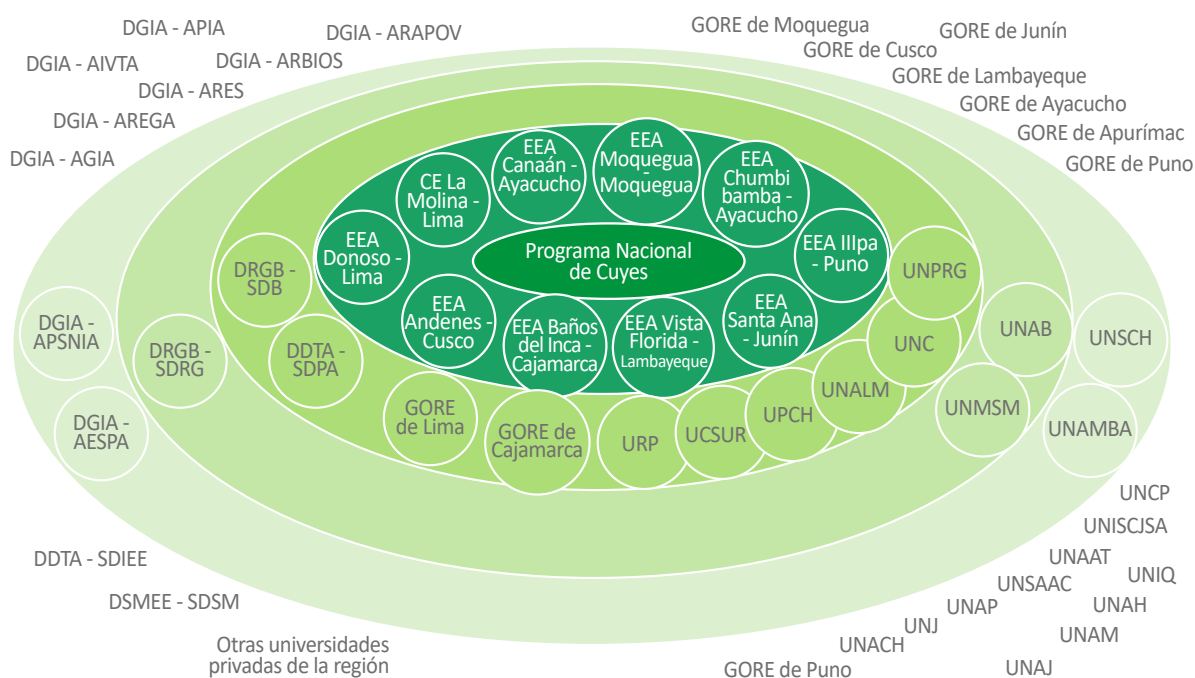 DGIA - APIA
DGIA - ARAPOV
DGIA - AIVTA
DGIA - ARBIOS
DGIA - ARES
DGIA - AREGA
DGIA - AGIA
GORE de Moquegua
GORE de Junín
GORE de Cusco
GORE de Lambayeque
GORE de Ayacucho
GORE de Apurímac
GORE de Puno
EEA
Canaán -
Ayacucho
EEA
Moquegua
-
Moquegua
EEA
Chumbi
bamba -
Ayacucho
CE La
Molina -
Lima
EEA
Donoso -
Lima
Programa Nacional
de Cuyes
EEA IIIpa
- Puno
EEA
Andenes -
Cusco
EEA Baños
del Inca -
Cajamarca
EEA Vista
Florida -
Lambayeque
EEA
Santa Ana
- Junín
DRGB -
SDB
DDTA -
SDPA
GORE
de Lima
GORE de
Cajamarca
URP
UCSUR
UPCH
UNALM
UNC
UNPRG
DRGB -
SDRG
UNAB
UNMSM
DGIA -
APSNIA
DGIA -
AESPA
UNSCH
UNAMBA
DDTA - SDIEE
DSMEE - SDSM
Otras universidades
privadas de la región
UNCP
UNISCJSA
UNAAT
UNIQ
UNSAAC
UNAH
UNAP
UNJ
UNAM
UNACH
UNAJ
GORE de Puno